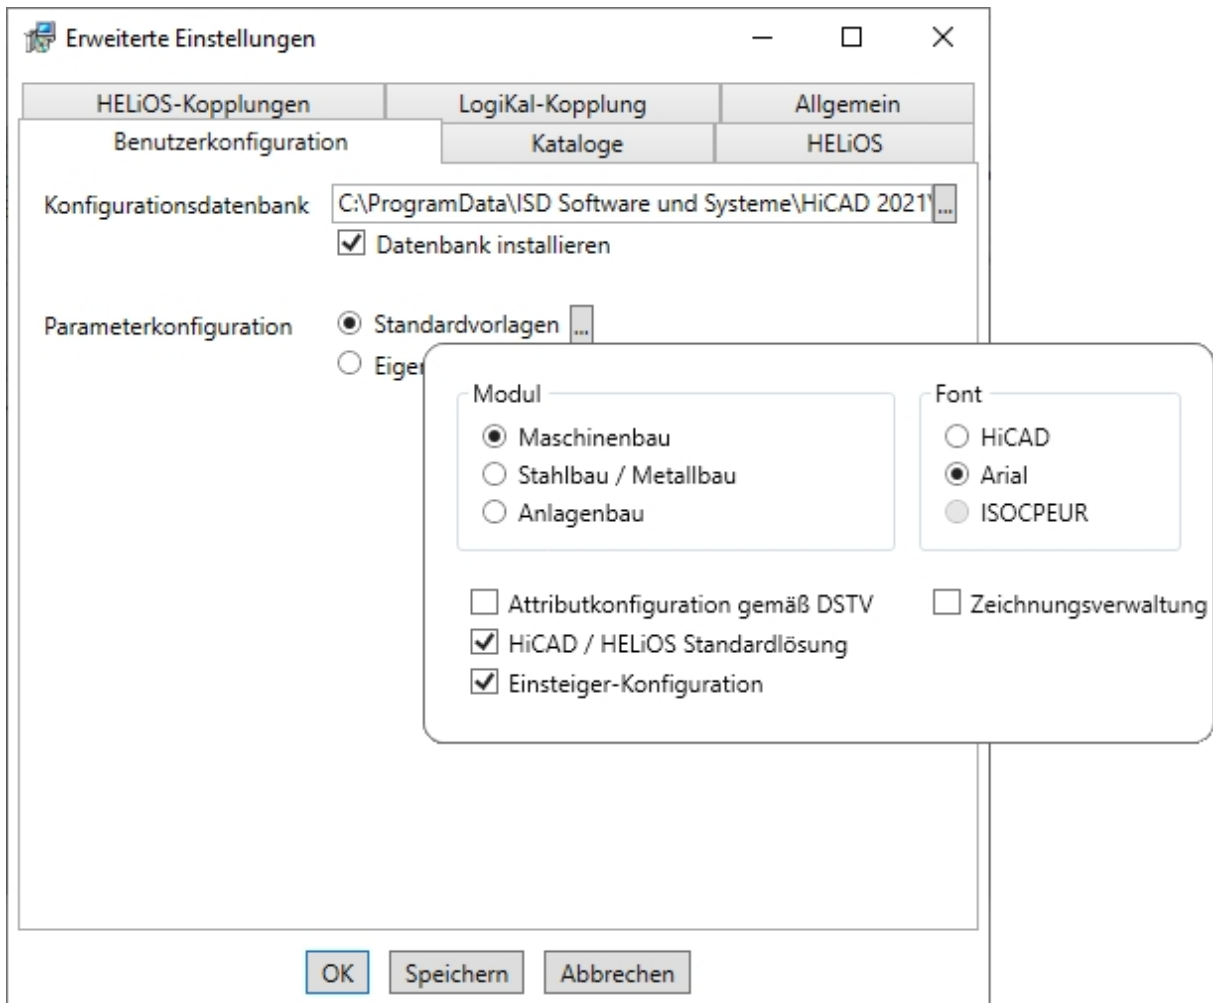 Erweiterte Einstellungen
HELiOS-Kopplungen LogiKal-Kopplung Allgemein
Benutzerkonfiguration Kataloge HELiOS
Konfigurationsdatenbank C:\ProgramData\ISD Software und Systeme\HiCAD 2021\ ...
Datenbank installieren
Parameterkonfiguration Standardvorlagen ...
Modul Font
Maschinenbau HiCAD
Stahlbau / Metallbau Arial
Anlagenbau ISOCPEUR
Attributkonfiguration gemäß DSTV Zeichnungsverwaltung
HiCAD / HELiOS Standardlösung
Einsteiger-Konfiguration
OK Speichern Abbrechen